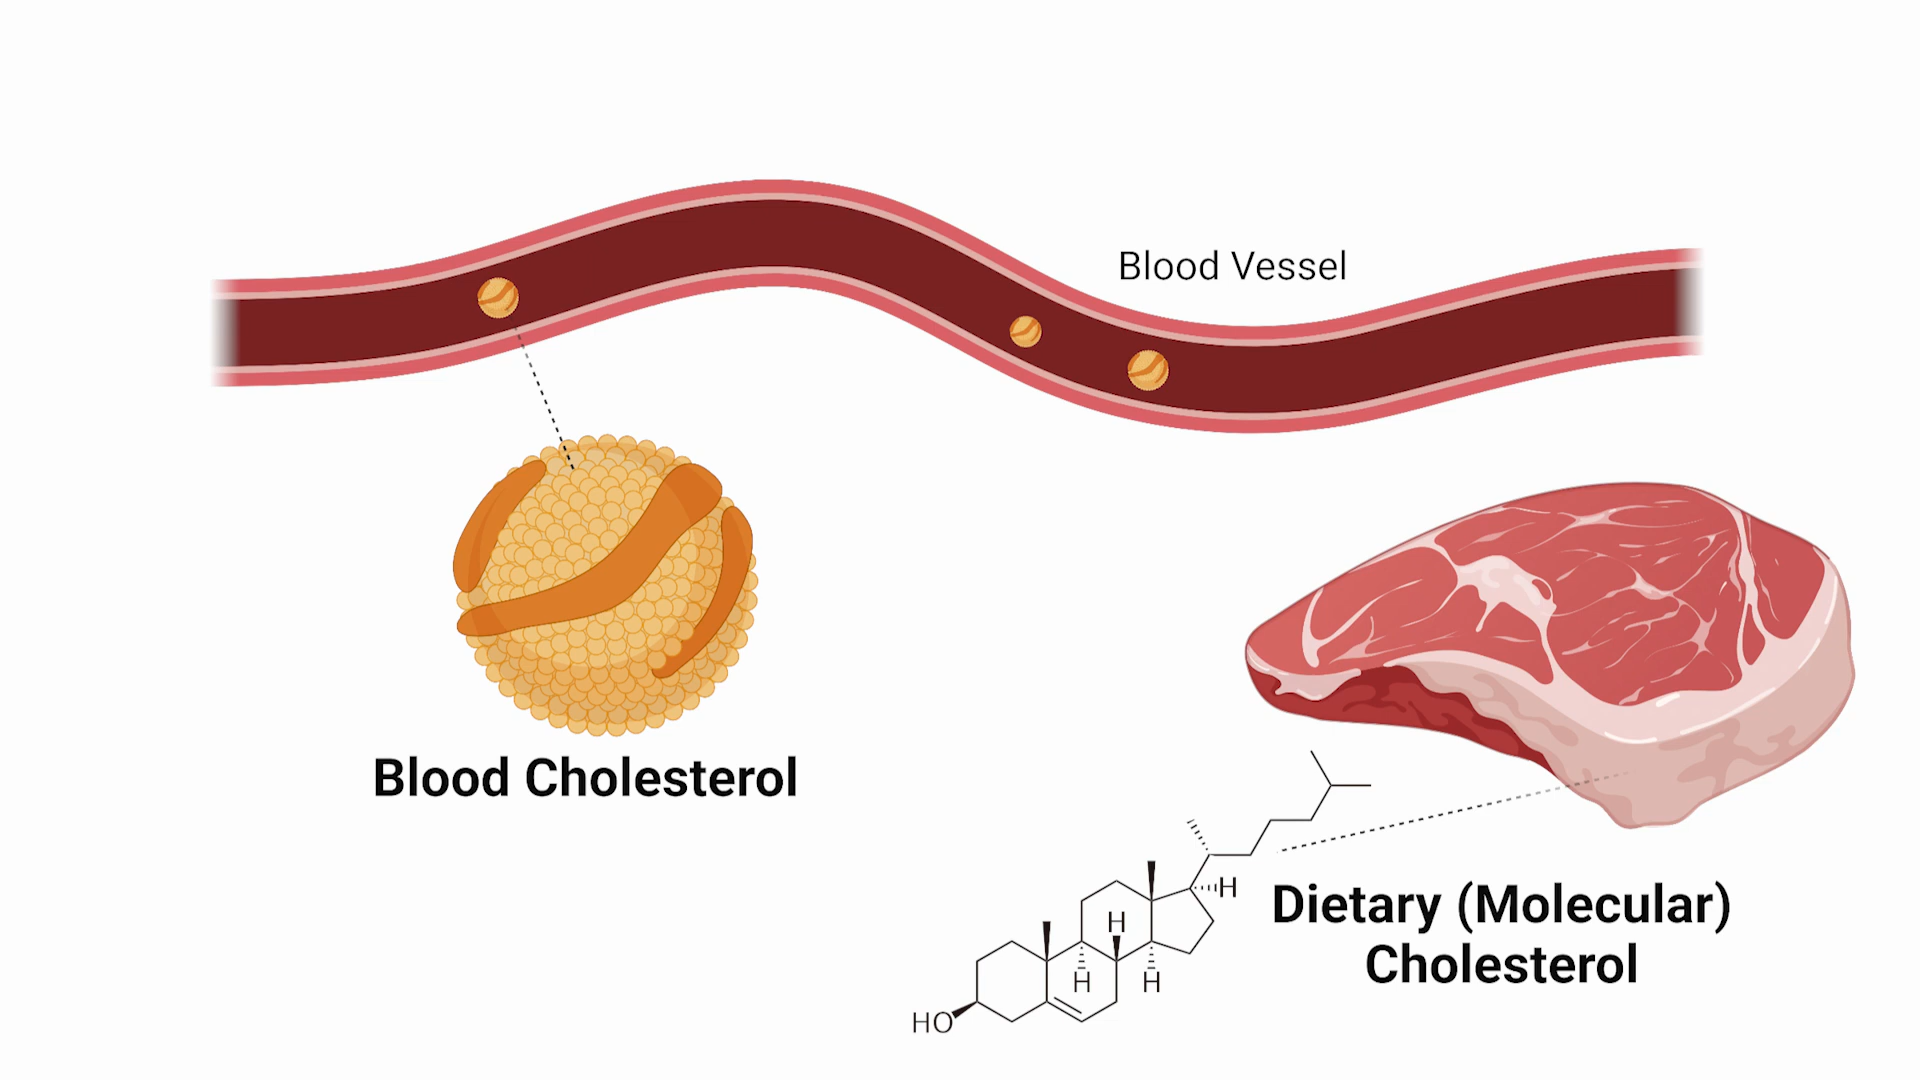 Blood Vessel
Blood Cholesterol
Dietary (Molecular)
Cholesterol
H
H
H
H
HO